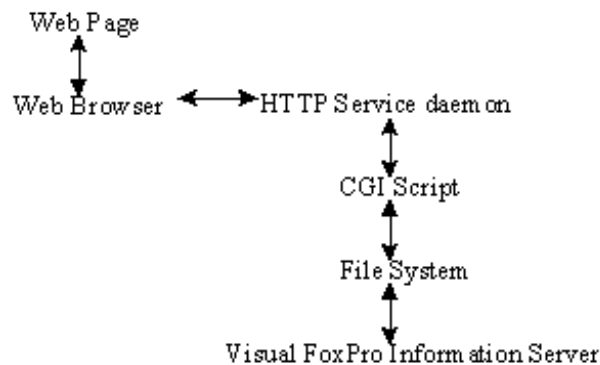 Web Page
Web Browser
HTTP Service daemon
CGI Script
File System
Visual FoxPro Information Server